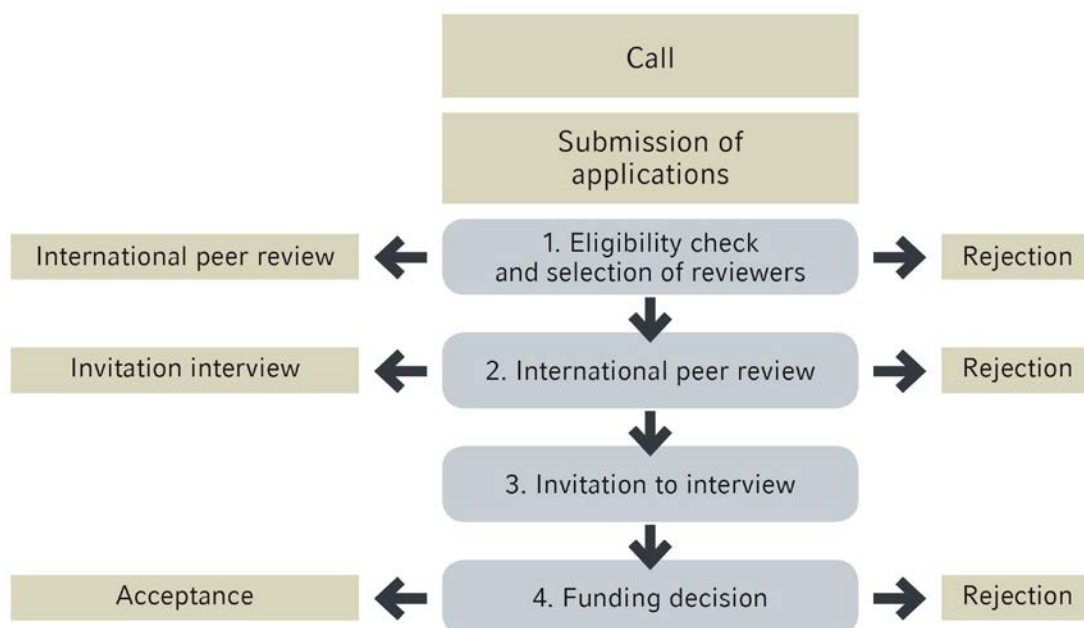 Call
Submission of
applications
International peer review
1. Eligibility check
and selection of reviewers
Rejection
Invitation interview
2. International peer review
Rejection
3. Invitation to interview
Acceptance
4. Funding decision
Rejection